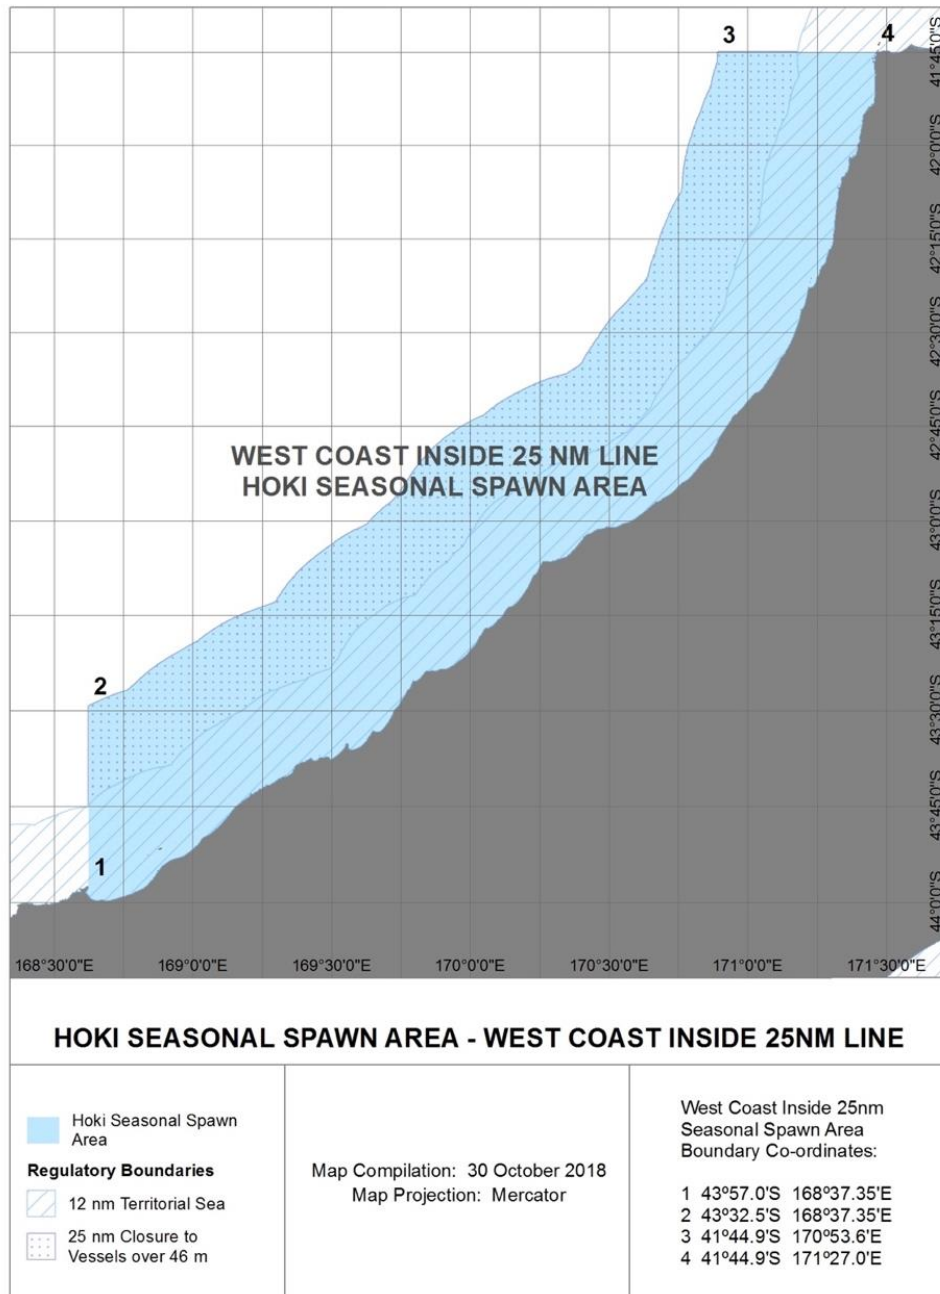 3
4
41°45'0"S
42°0'0"S
42°15'0"S
42°30'0"S
42°45'0"S
WEST COAST INSIDE 25 NM LINE
HOKI SEASONAL SPAWN AREA
43°0'0"S
43°15'0"S
2
43°30'0"S
43°45'0"S
1
44°0'0"S
168°30'0"E 169°0'0"E 169°30'0"E 170°0'0"E 170°30'0"E 171°0'0"E 171°30'0"E
HOKI SEASONAL SPAWN AREA - WEST COAST INSIDE 25NM LINE
Hoki Seasonal Spawn
Area
Regulatory Boundaries
12 nm Territorial Sea
25 nm Closure to
Vessels over 46 m
Map Compilation: 30 October 2018
Map Projection: Mercator
West Coast Inside 25nm
Seasonal Spawn Area
Boundary Co-ordinates:
1 43º57.0'S 168º37.35'E
2 43º32.5'S 168º37.35'E
3 41º44.9'S 170º53.6'E
4 41º44.9'S 171º27.0'E